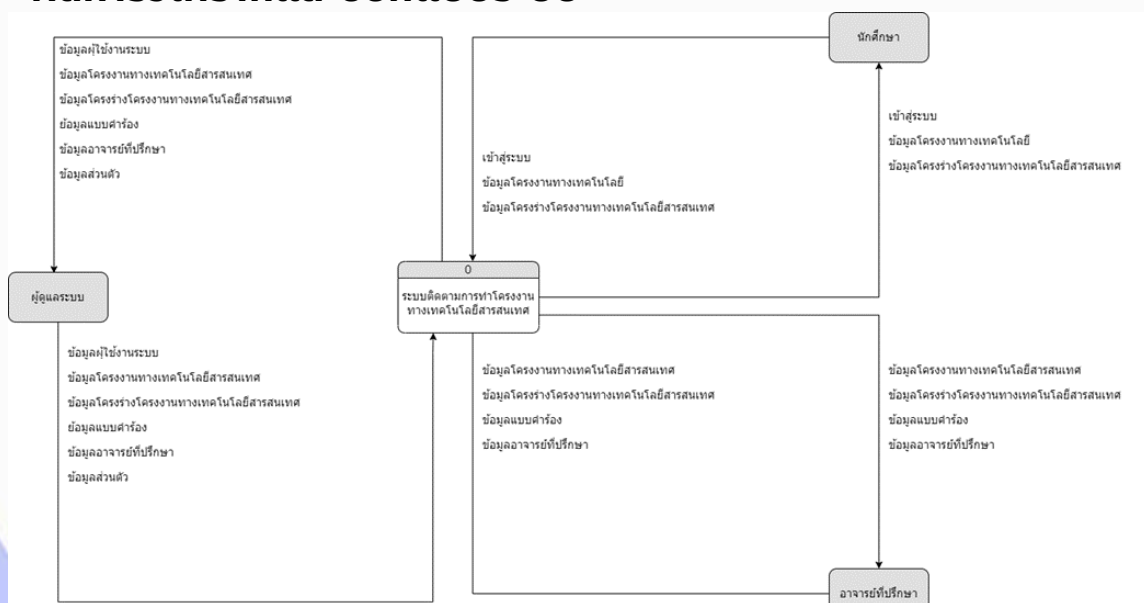 นักศึกษา
ข้อมูลผู้ใช้งานระบบ
ข้อมูลโครงงานทางเทคโนโลยีสารสนเทศ
ข้อมูลโครงร่างโครงงานทางเทคโนโลยีสารสนเทศ
ย้อมูลแบบคำร้อง
ข้อมูลอาจารย์ที่ปรึกษา
ข้อมูลส่วนตัว
เข้าสู่ระบบ
ข้อมูลโครงงานทางเทคโนโลยี
ข้อมูลโครงร่างโครงงานทางเทคโนโลยีสารสนเทศ
เข้าสู่ระบบ
ข้อมูลโครงงานทางเทคโนโลยี
ข้อมูลโครงร่างโครงงานทางเทคโนโลยีสารสนเทศ
ผู้ดูแลระบบ
0
ระบบติดตามการทำโครงงาน
ทางเทคโนโลยีสารสนเทศ
ข้อมูลผู้ใช้งานระบบ
ข้อมูลโครงงานทางเทคโนโลยีสารสนเทศ
ข้อมูลโครงร่างโครงงานทางเทคโนโลยีสารสนเทศ
ย้อมูลแบบคำร้อง
ข้อมูลอาจารย์ที่ปรึกษา
ข้อมูลส่วนตัว
ข้อมูลโครงงานทางเทคโนโลยีสารสนเทศ
ข้อมูลโครงร่างโครงงานทางเทคโนโลยีสารสนเทศ
ข้อมูลแบบคำร้อง
ข้อมูลอาจารย์ที่ปรึกษา
ข้อมูลโครงงานทางเทคโนโลยีสารสนเทศ
ข้อมูลโครงร่างโครงงานทางเทคโนโลยีสารสนเทศ
ข้อมูลแบบคำร้อง
ข้อมูลอาจารย์ที่ปรึกษา
อาจารย์ที่ปรึกษา